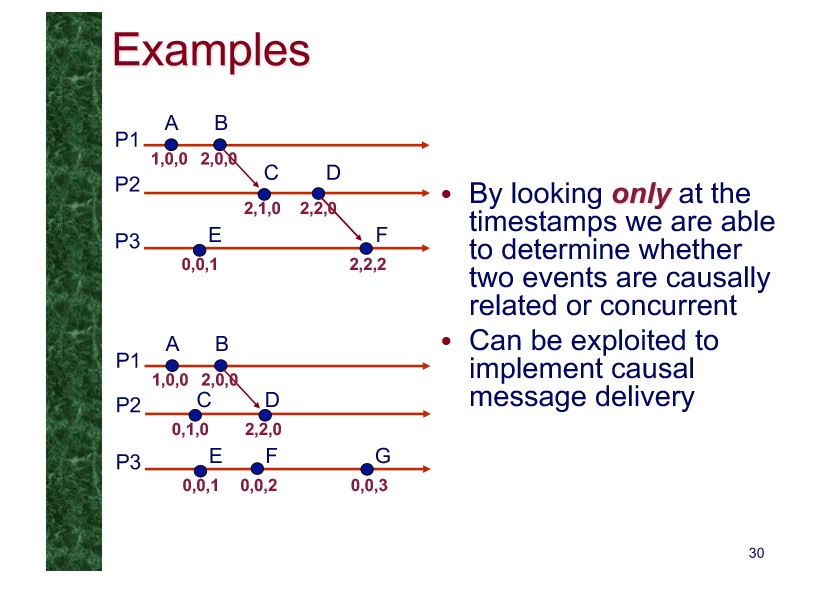 Examples
A B
P1
1,0,0 2,0,0
C D
P2
2,1,0 2,2,0
E F
P3
0,0,1 2,2,2
• By looking only at the
timestamps we are able
to determine whether
two events are causally
related or concurrent
• Can be exploited to
implement causal
message delivery
A B
P1
1,0,0 2,0,0
C D
P2
0,1,0 2,2,0
E F G
P3
0,0,1 0,0,2 0,0,3
30